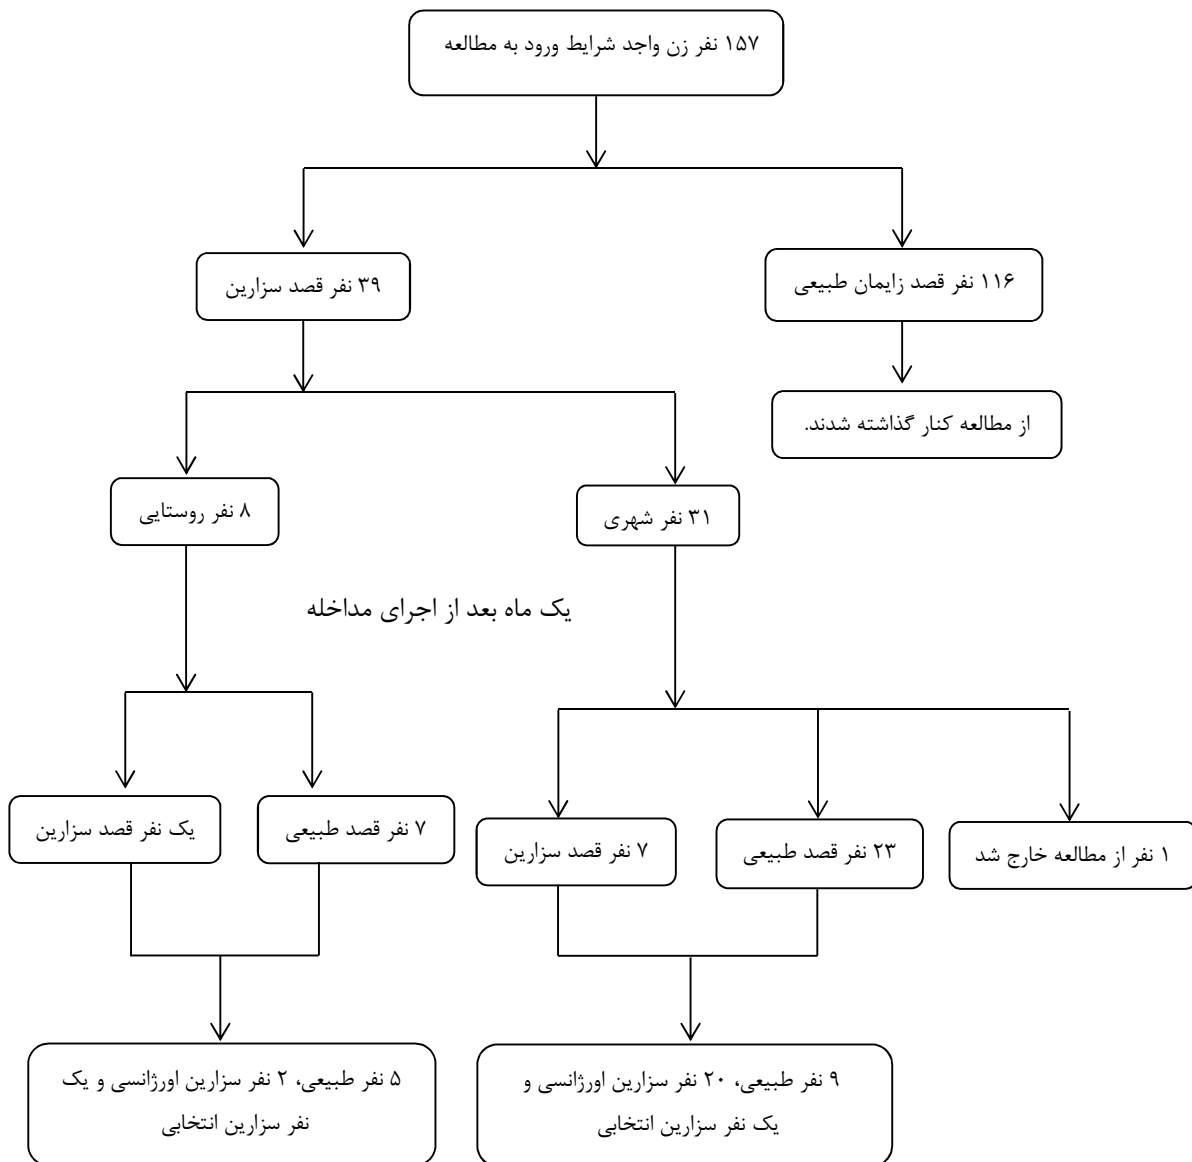 ۱۵۷ نفر زن واجد شرایط ورود به مطالعه
۱۱۶ نفر قصد زایمان طبیعی
۳۹ نفر قصد سزارین
از مطالعه کنار گذاشته شدند.
۳۱ نفر شهری
۸ نفر روستایی
یک ماه بعد از اجرای مداخله
۱ نفر از مطالعه خارج شد
۲۳ نفر قصد طبیعی
۷ نفر قصد سزارین
۷ نفر قصد طبیعی
یک نفر قصد سزارین
۹ نفر طبیعی، ۲۰ نفر سزارین اورژانسی و
یک نفر سزارین انتخابی
۵ نفر طبیعی، ۲ نفر سزارین اورژانسی و یک
نفر سزارین انتخابی